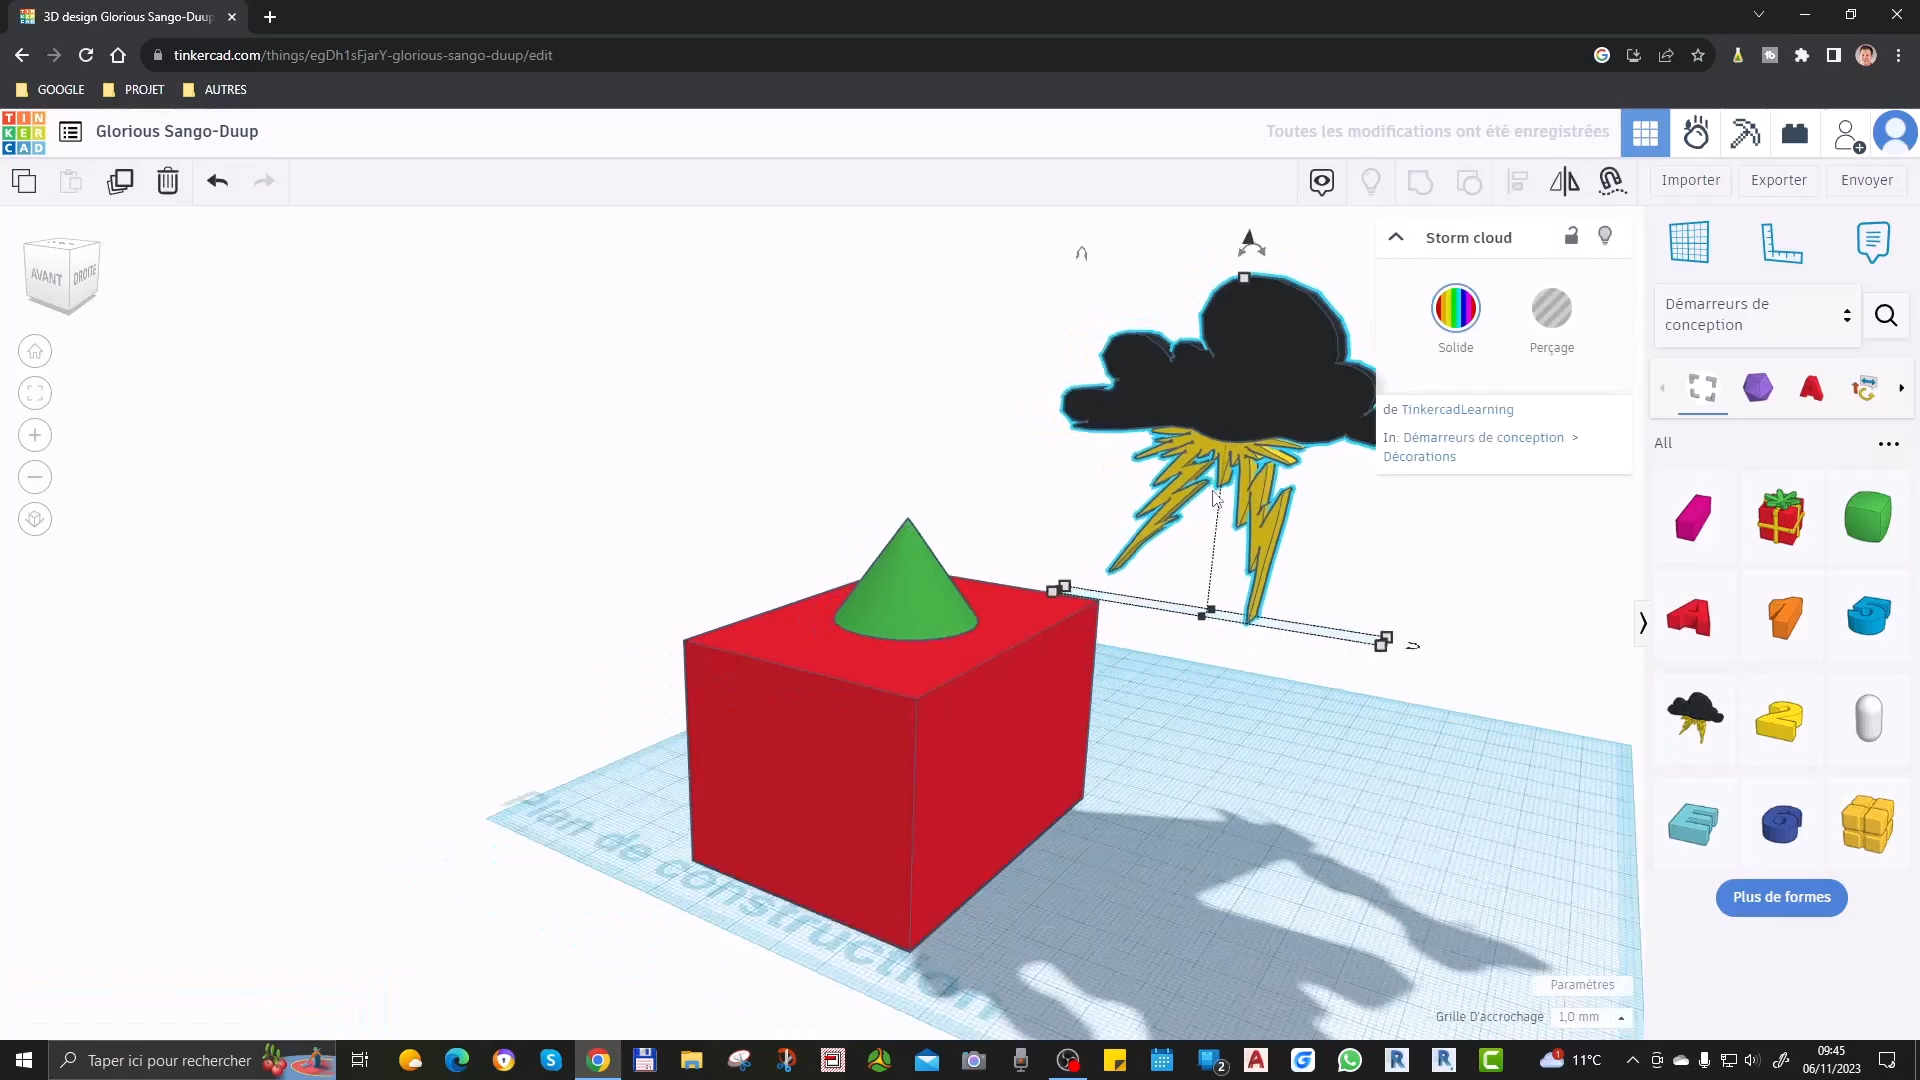 3D design Glorious Sango-Duup
tinkercad.com/things/egDh1sFjarY-glorious-sango-duup/edit
GOOGLE PROJET AUTRES
TIN
KER
CAD
Glorious Sango-Duup
Toutes les modifications ont été enregistrées
Importer Exporter Envoyer
AVANT DROITE
Storm cloud
Solide Perçage
de TinkercadLearning
In: Démarreurs de conception >
Décorations
Démarreurs de
conception
All
Plus de formes
plan de construction
Paramètres
Grille D'accrochage 1,0 mm
Taper ici pour rechercher
2
1
11°C
09:45
06/11/2023